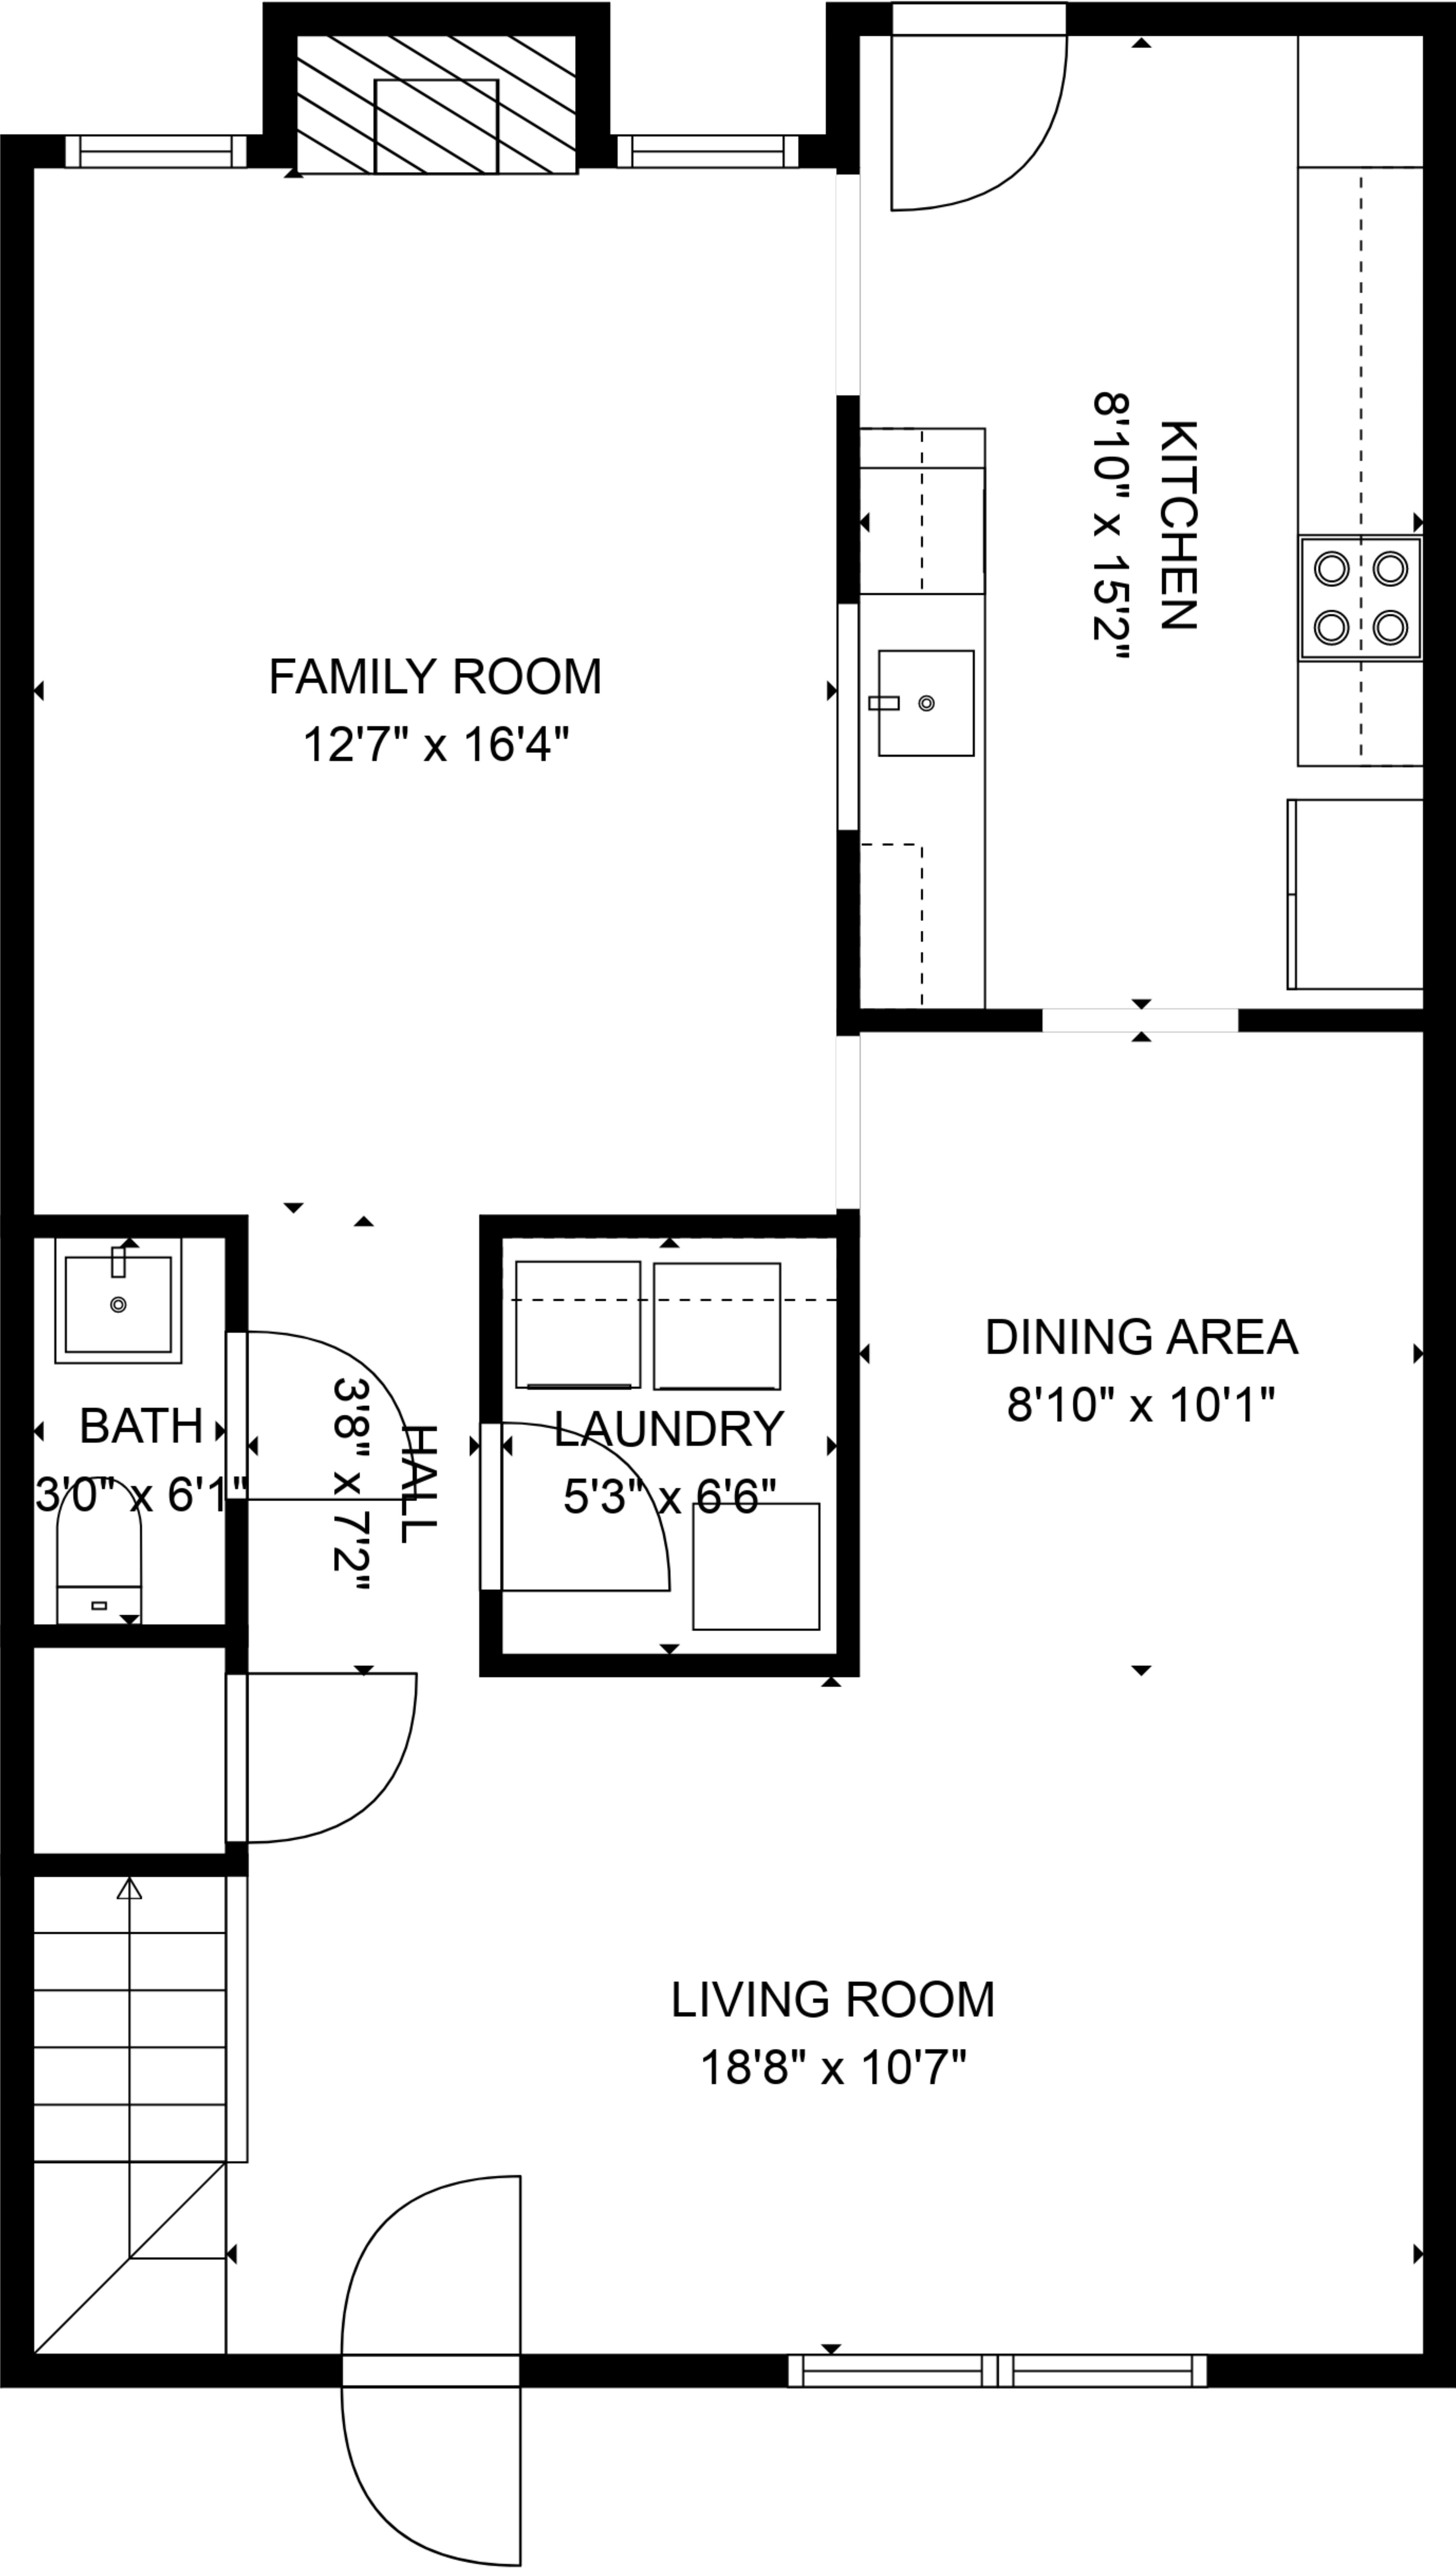 KITCHEN
8'10" x 15'2"
FAMILY ROOM
12'7" x 16'4"
DINING AREA
8'10" x 10'1"
BATH
3'0" x 6'1"
HALL
3'8" x 7'2"
LAUNDRY
5'3" x 6'6"
LIVING ROOM
18'8" x 10'7"